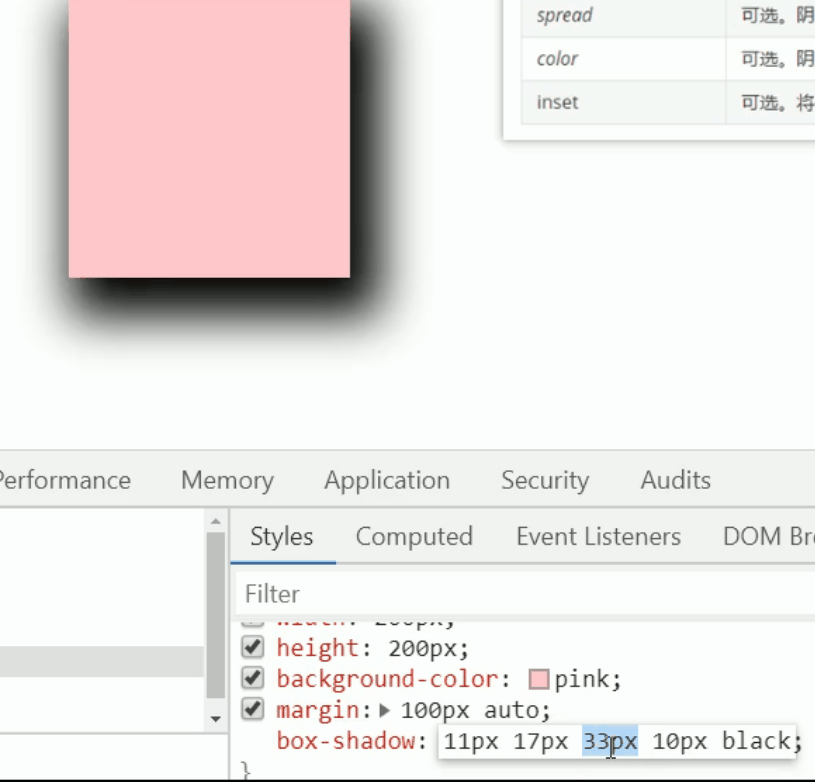 spread 可选。阴
color 可选。阴
inset 可选。将
Performance Memory Application Security Audits
Styles Computed Event Listeners DOM Br
Filter
width: 200px;
height: 200px;
background-color: pink;
margin: 100px auto;
box-shadow: 11px 17px 33px 10px black;
}